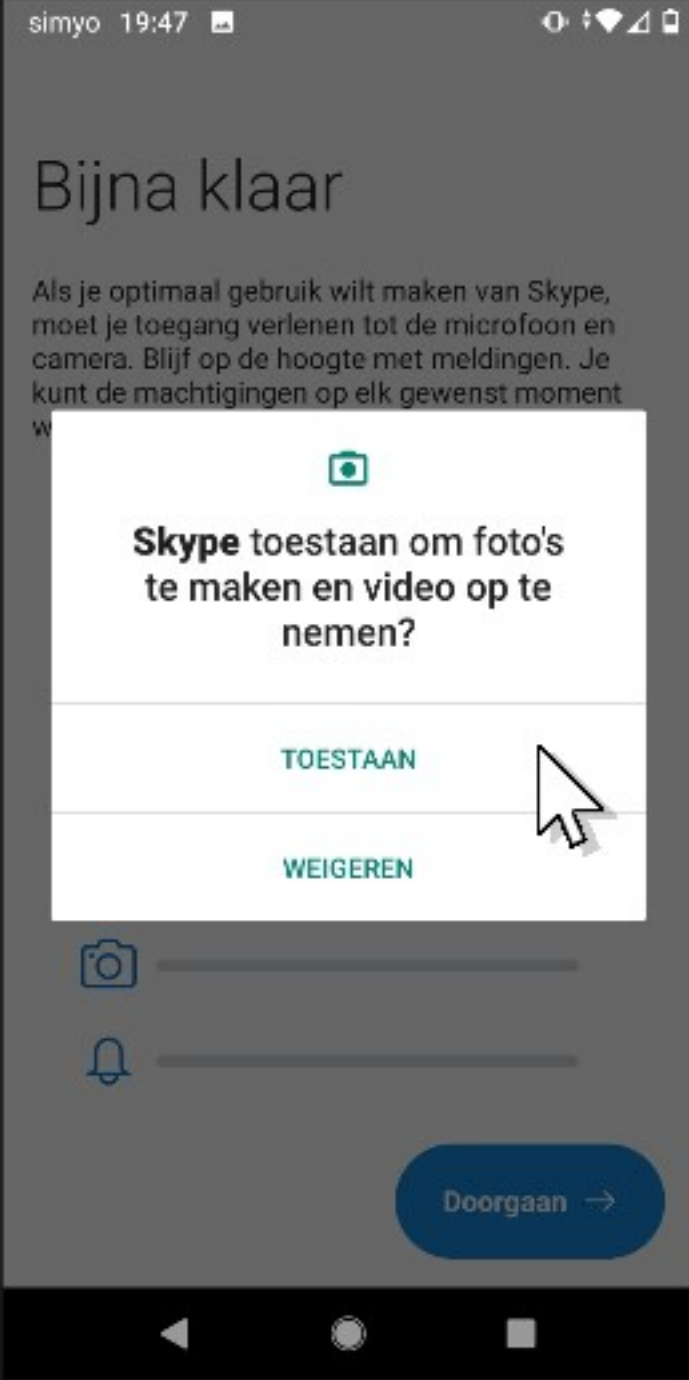 simyo 19:47
Bijna klaar
Als je optimaal gebruik wilt maken van Skype,
moet je toegang verlenen tot de microfoon en
camera. Blijf op de hoogte met meldingen. Je
kunt de machtigingen op elk gewenst moment
Skype toestaan om foto's
te maken en video op te
nemen?
TOESTAAN
WEIGEREN
Doorgaan